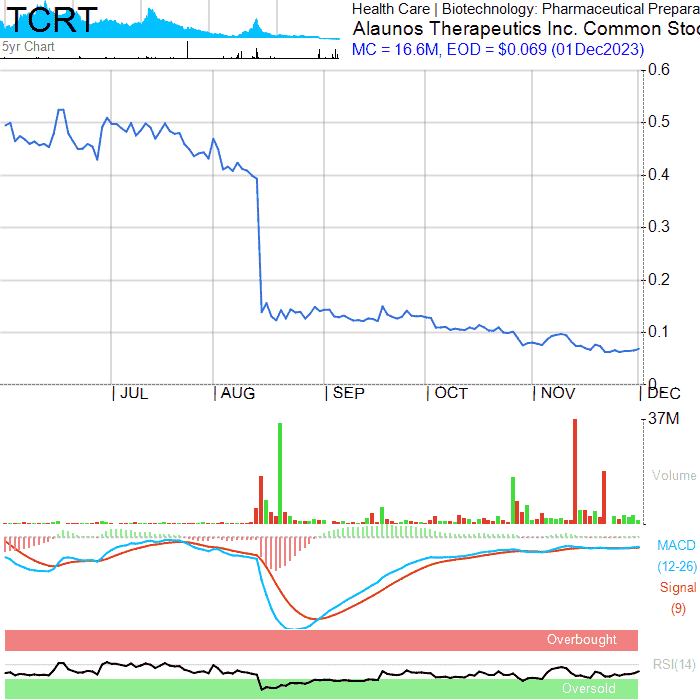 TCRT
5yr Chart
Health Care | Biotechnology: Pharmaceutical Prepara
Alaunos Therapeutics Inc. Common Stoc
MC = 16.6M, EOD = $0.069 (01Dec2023)
0.6
0.5
0.4
0.3
0.2
0.1
0
JUL AUG SEP OCT NOV DEC
37M
Volume
MACD
(12-26)
Signal
(9)
Overbought
RSI(14)
Oversold